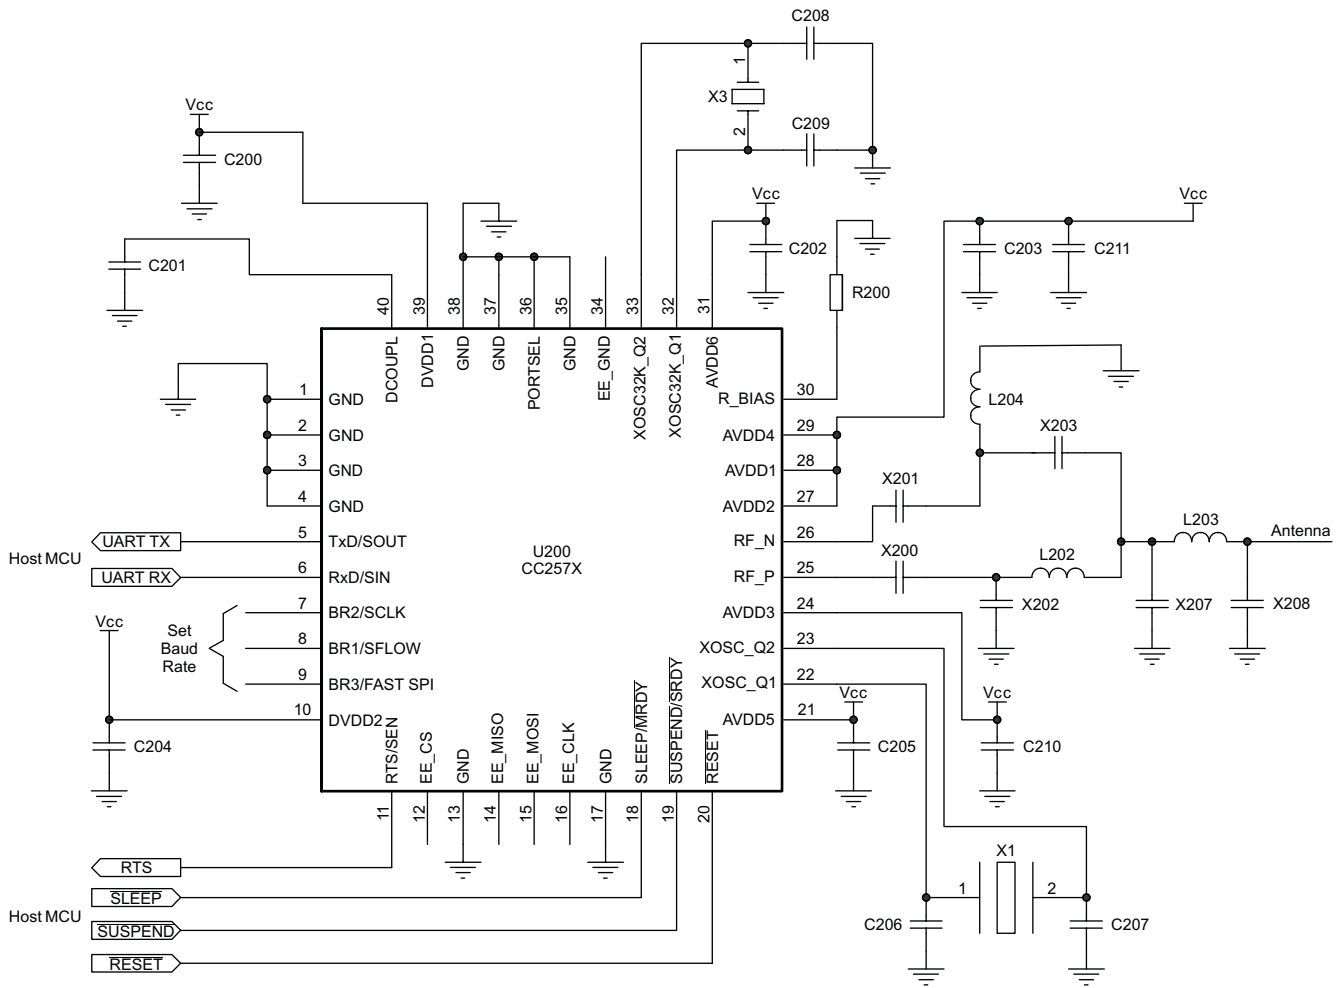 C208
1
X3
2
C209
Vcc
C200
Vcc
C202
Vcc
C203
C211
C201
R200
40
39
38
37
36
35
34
33
32
31
DCOUPL
DVDD1
GND
GND
PORTSEL
GND
EE_GND
XOSC32K_Q2
XOSC32K_Q1
AVDD6
1
GND
2
GND
3
GND
4
GND
Host MCU
UART TX
5
TxD/SOUT
UART RX
6
RxD/SIN
Set
Baud
Rate
7
BR2/SCLK
8
BR1/SFLOW
9
BR3/FAST SPI
Vcc
10
DVDD2
C204
U200
CC257X
R_BIAS
30
AVDD4
29
AVDD1
28
AVDD2
27
RF_N
26
RF_P
25
AVDD3
24
XOSC_Q2
23
XOSC_Q1
22
AVDD5
21
L204
X203
X201
X200
L202
L203
Antenna
X202
X207
X208
Vcc
C205
Vcc
C210
RTS/SEN
EE_CS
GND
EE_MISO
EE_MOSI
EE_CLK
GND
SLEEP/MRDY
SUSPEND/SRDY
RESET
11
12
13
14
15
16
17
18
19
20
Host MCU
RTS
SLEEP
SUSPEND
RESET
X1
1
2
C206
C207